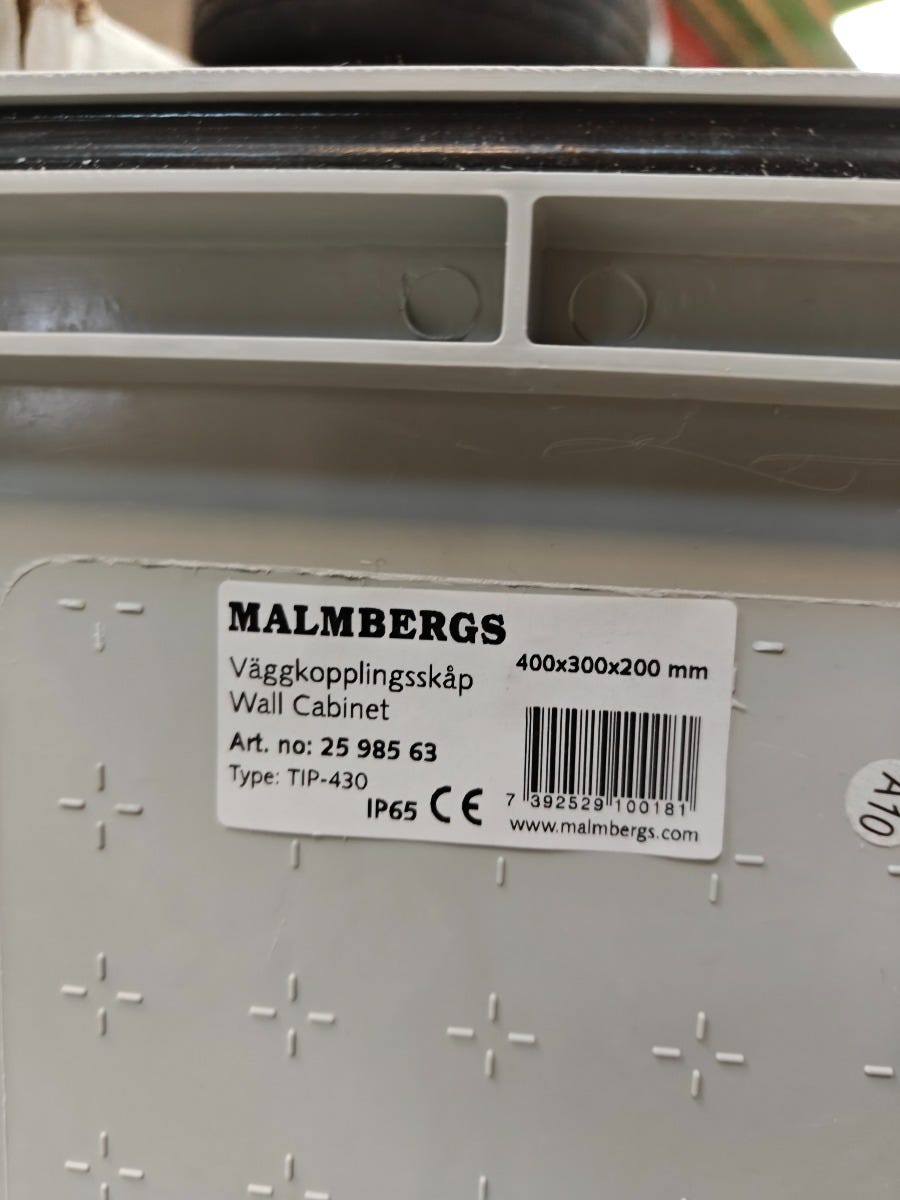 MALMBERGS
Väggkopplingsskåp
Wall Cabinet
Art. no: 25 985 63
Type: TIP-430
IP65 CE
400x300x200 mm
7 392529 100181
www.malmbergs.com
A10